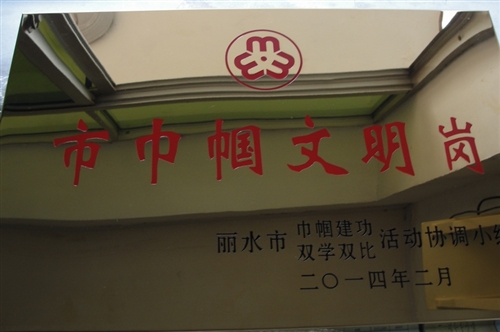 市巾帼文明岗
丽水市 巾帼建功 双学双比 活动协调小组
二〇一四年二月